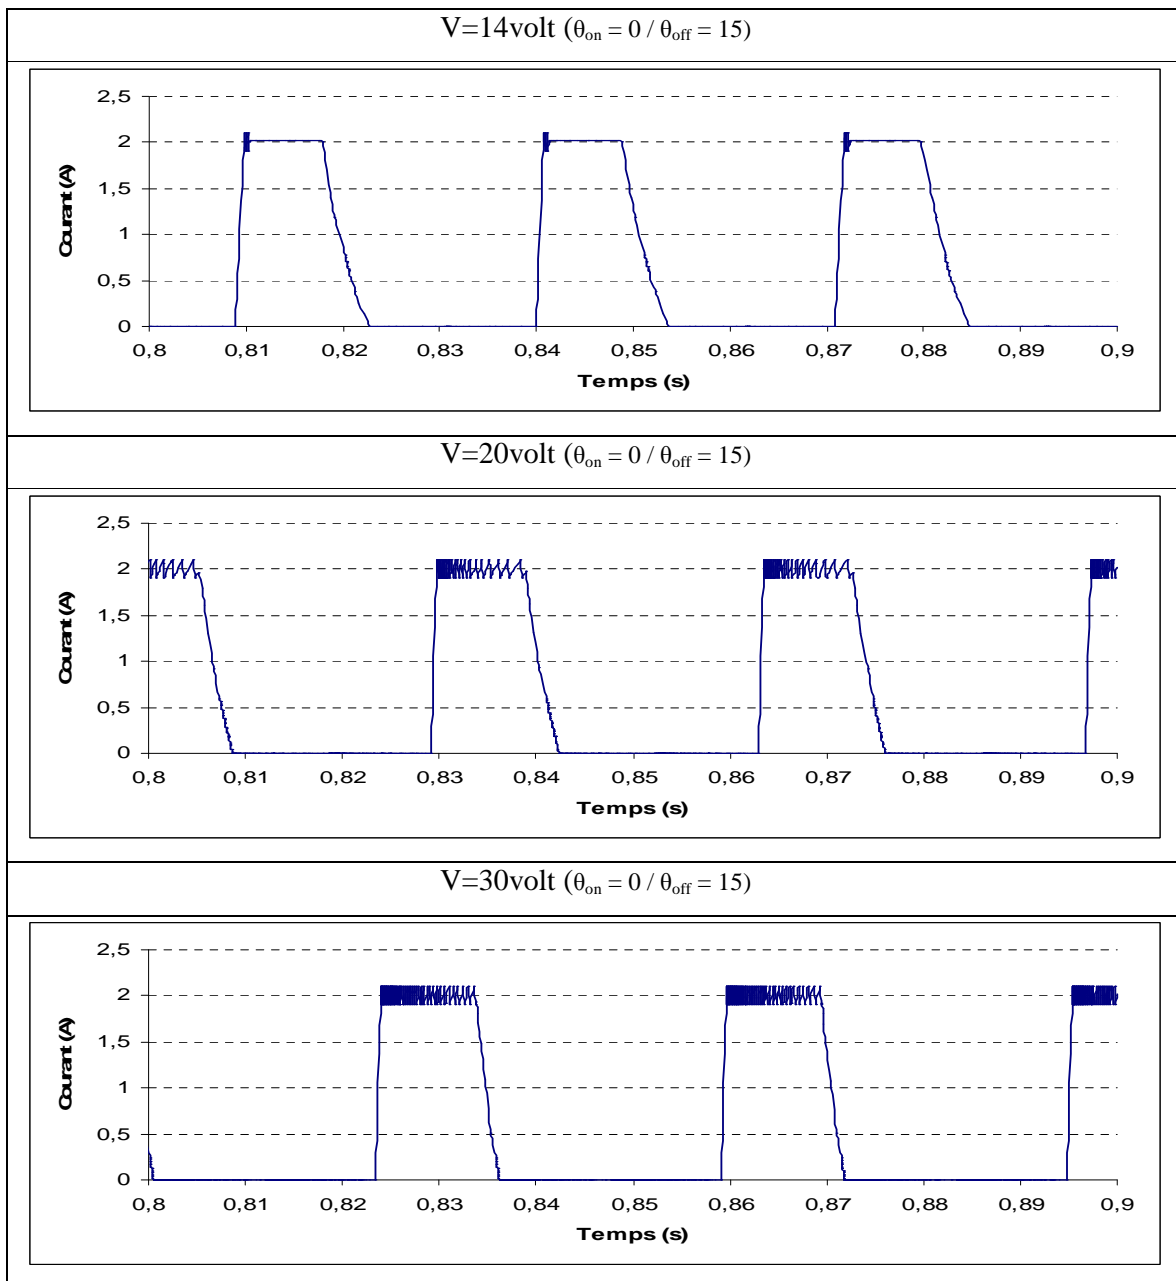 V=14volt (θon = 0 / θoff = 15)
2,5
2
1,5
1
0,5
0
Courant (A)
0,8 0,81 0,82 0,83 0,84 0,85 0,86 0,87 0,88 0,89 0,9
Temps (s)
V=20volt (θon = 0 / θoff = 15)
2,5
2
1,5
1
0,5
0
Courant (A)
0,8 0,81 0,82 0,83 0,84 0,85 0,86 0,87 0,88 0,89 0,9
Temps (s)
V=30volt (θon = 0 / θoff = 15)
2,5
2
1,5
1
0,5
0
Courant (A)
0,8 0,81 0,82 0,83 0,84 0,85 0,86 0,87 0,88 0,89 0,9
Temps (s)